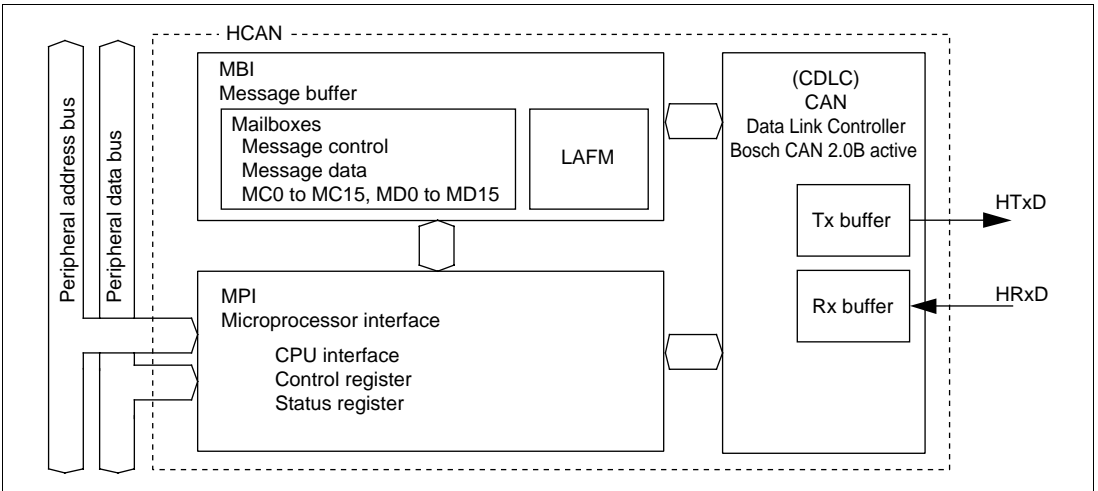 Peripheral address bus
Peripheral data bus
HCAN
MBI
Message buffer
Mailboxes
Message control
Message data
MC0 to MC15, MD0 to MD15
LAFM
(CDLC)
CAN
Data Link Controller
Bosch CAN 2.0B active
Tx buffer
HTxD
Rx buffer
HRxD
MPI
Microprocessor interface
CPU interface
Control register
Status register